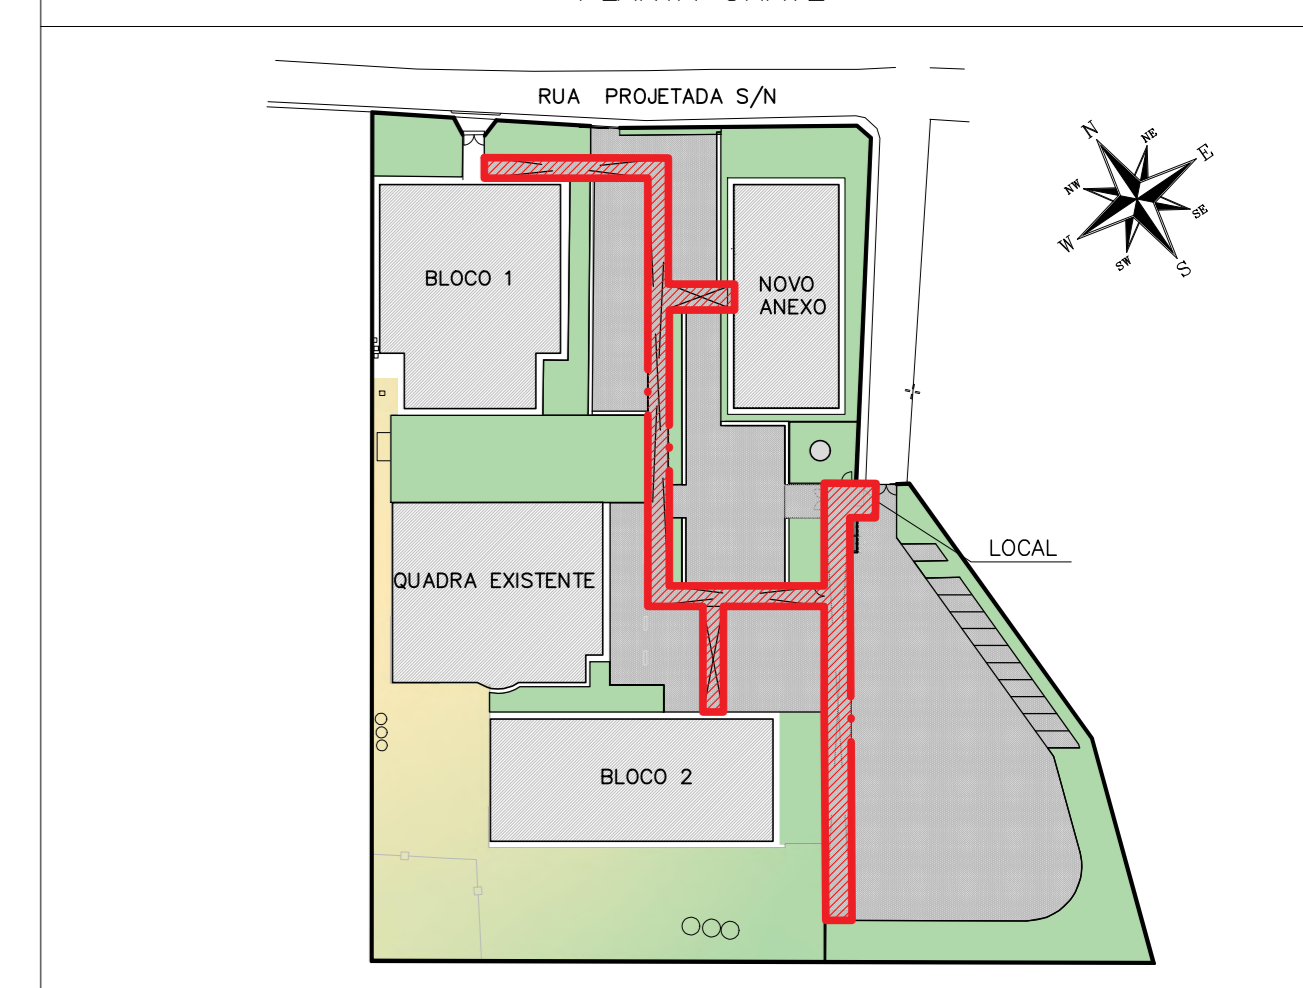 RUA PROJETADA S/N
N
NE
E
NW
SE
W
SW
S
BLOCO 1
NOVO
ANEXO
LOCAL
QUADRA EXISTENTE
BLOCO 2